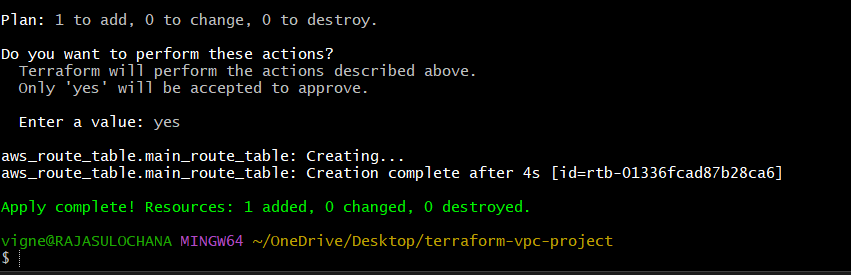 Plan: 1 to add, 0 to change, 0 to destroy.
Do you want to perform these actions?
Terraform will perform the actions described above.
Only 'yes' will be accepted to approve.
Enter a value: yes
aws_route_table.main_route_table: Creating...
aws_route_table.main_route_table: Creation complete after 4s [id=rtb-01336fcad87b28ca6]
Apply complete! Resources: 1 added, 0 changed, 0 destroyed.
vigne@RAJASULOCHANA MINGW64 ~/OneDrive/Desktop/terraform-vpc-project
$